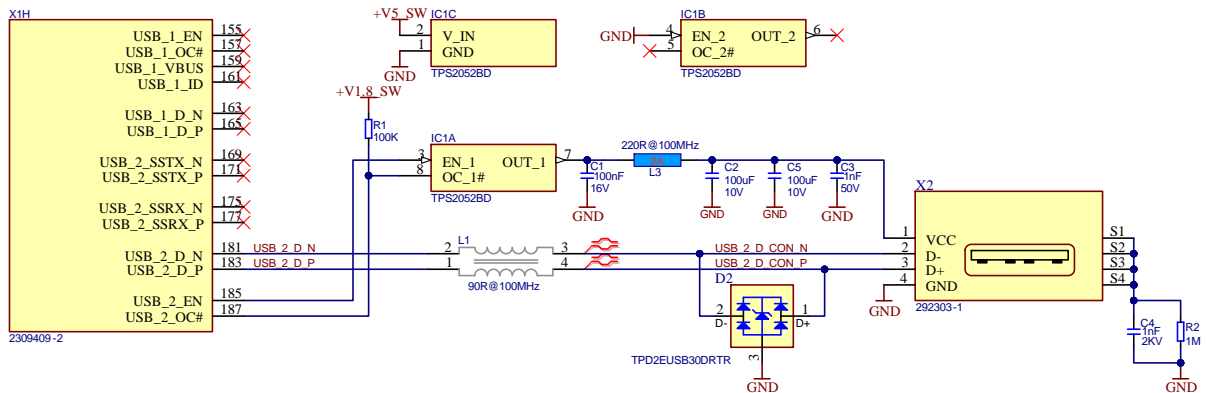 X1H
USB_1_EN 155
USB_1_OC# 157
USB_1_VBUS 159
USB_1_ID 161
USB_1_D_N 163
USB_1_D_P 165
USB_2_SSTX_N 169
USB_2_SSTX_P 171
USB_2_SSRX_N 175
USB_2_SSRX_P 177
USB_2_D_N 181
USB_2_D_P 183
USB_2_EN 185
USB_2_OC# 187
2309409-2
+V5_SW
IC1C
2 V_IN
1 GND
TPS2052BD
GND
IC1B
GND 4 EN_2 OUT_2 6
5 OC_2#
TPS2052BD
+V1.8_SW
R1
100K
IC1A
3 EN_1 OUT_1 7
8 OC_1#
TPS2052BD
C1
100nF
16V
GND
220R@100MHz
2A
L3
C2
100uF
10V
GND
C5
100uF
10V
GND
C3
1nF
50V
GND
USB_2_D_N
USB_2_D_P
L1
2 3
1 4
90R@100MHz
USB_2_D_CON_N
USB_2_D_CON_P
D2
2 1
D- D+
3
TPD2EUSB30DRTR
GND
X2
1 VCC
2 D-
3 D+
4 GND
S1
S2
S3
S4
292303-1
GND
C4
1nF
2KV
R2
1M
GND